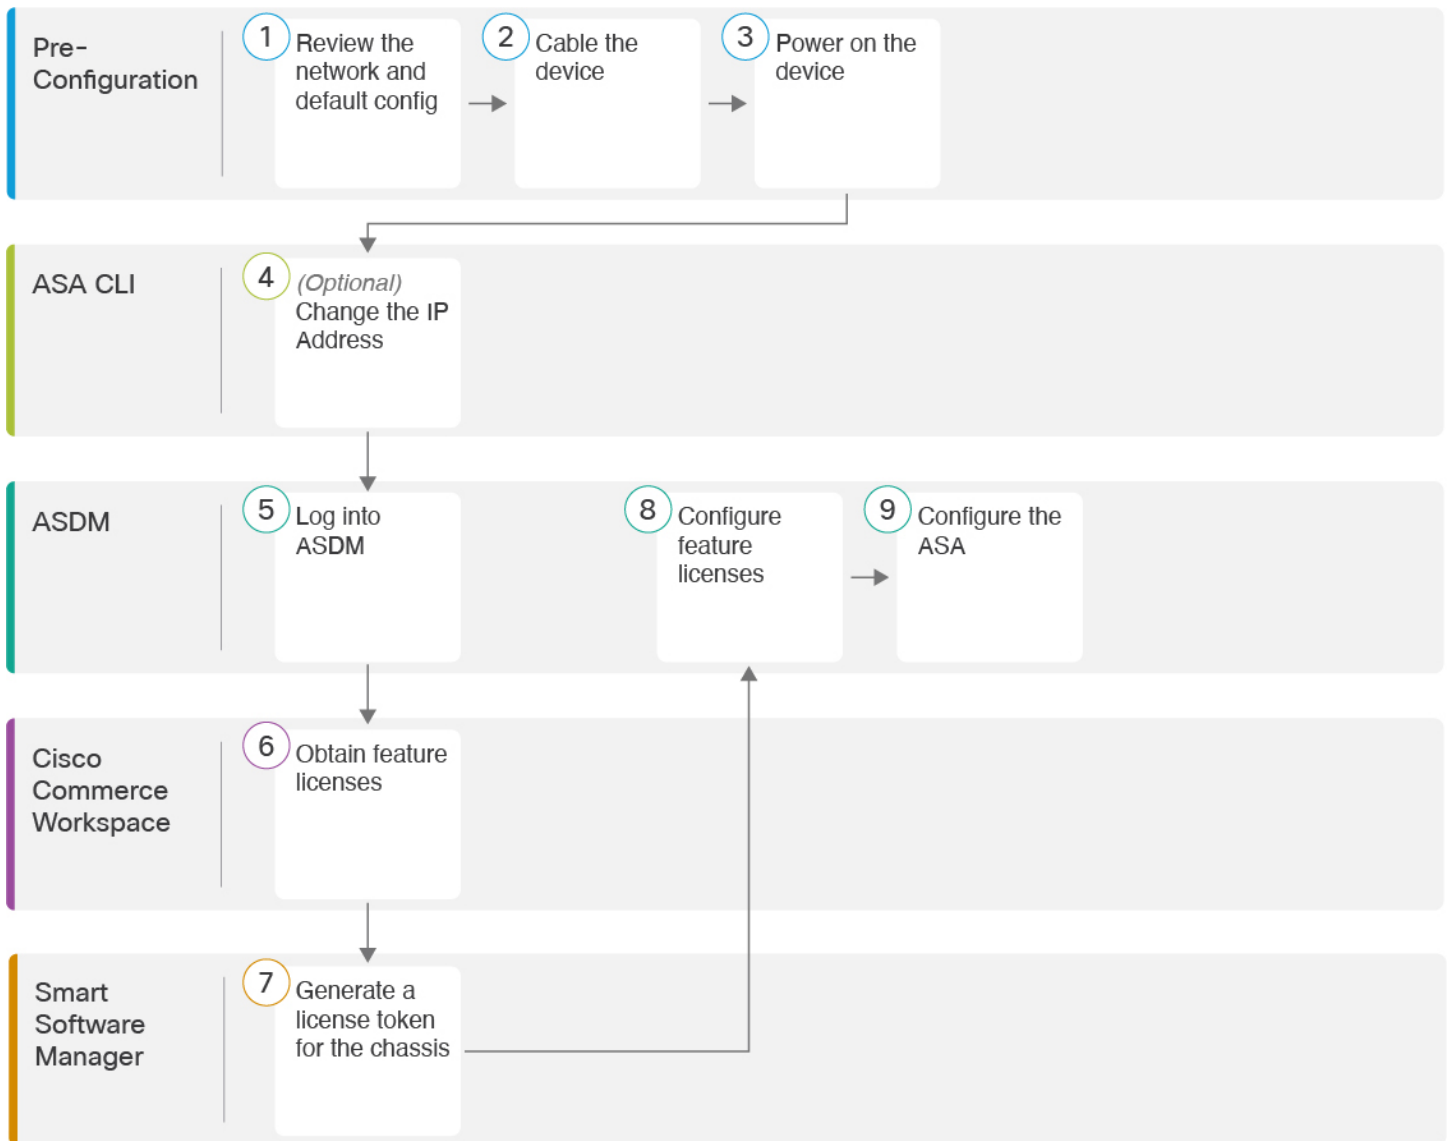 Pre-
Configuration
1
Review the
network and
default config
2
Cable the
device
3
Power on the
device
ASA CLI
4
(Optional)
Change the IP
Address
ASDM
5
Log into
ASDM
8
Configure
feature
licenses
9
Configure the
ASA
Cisco
Commerce
Workspace
6
Obtain feature
licenses
Smart
Software
Manager
7
Generate a
license token
for the chassis